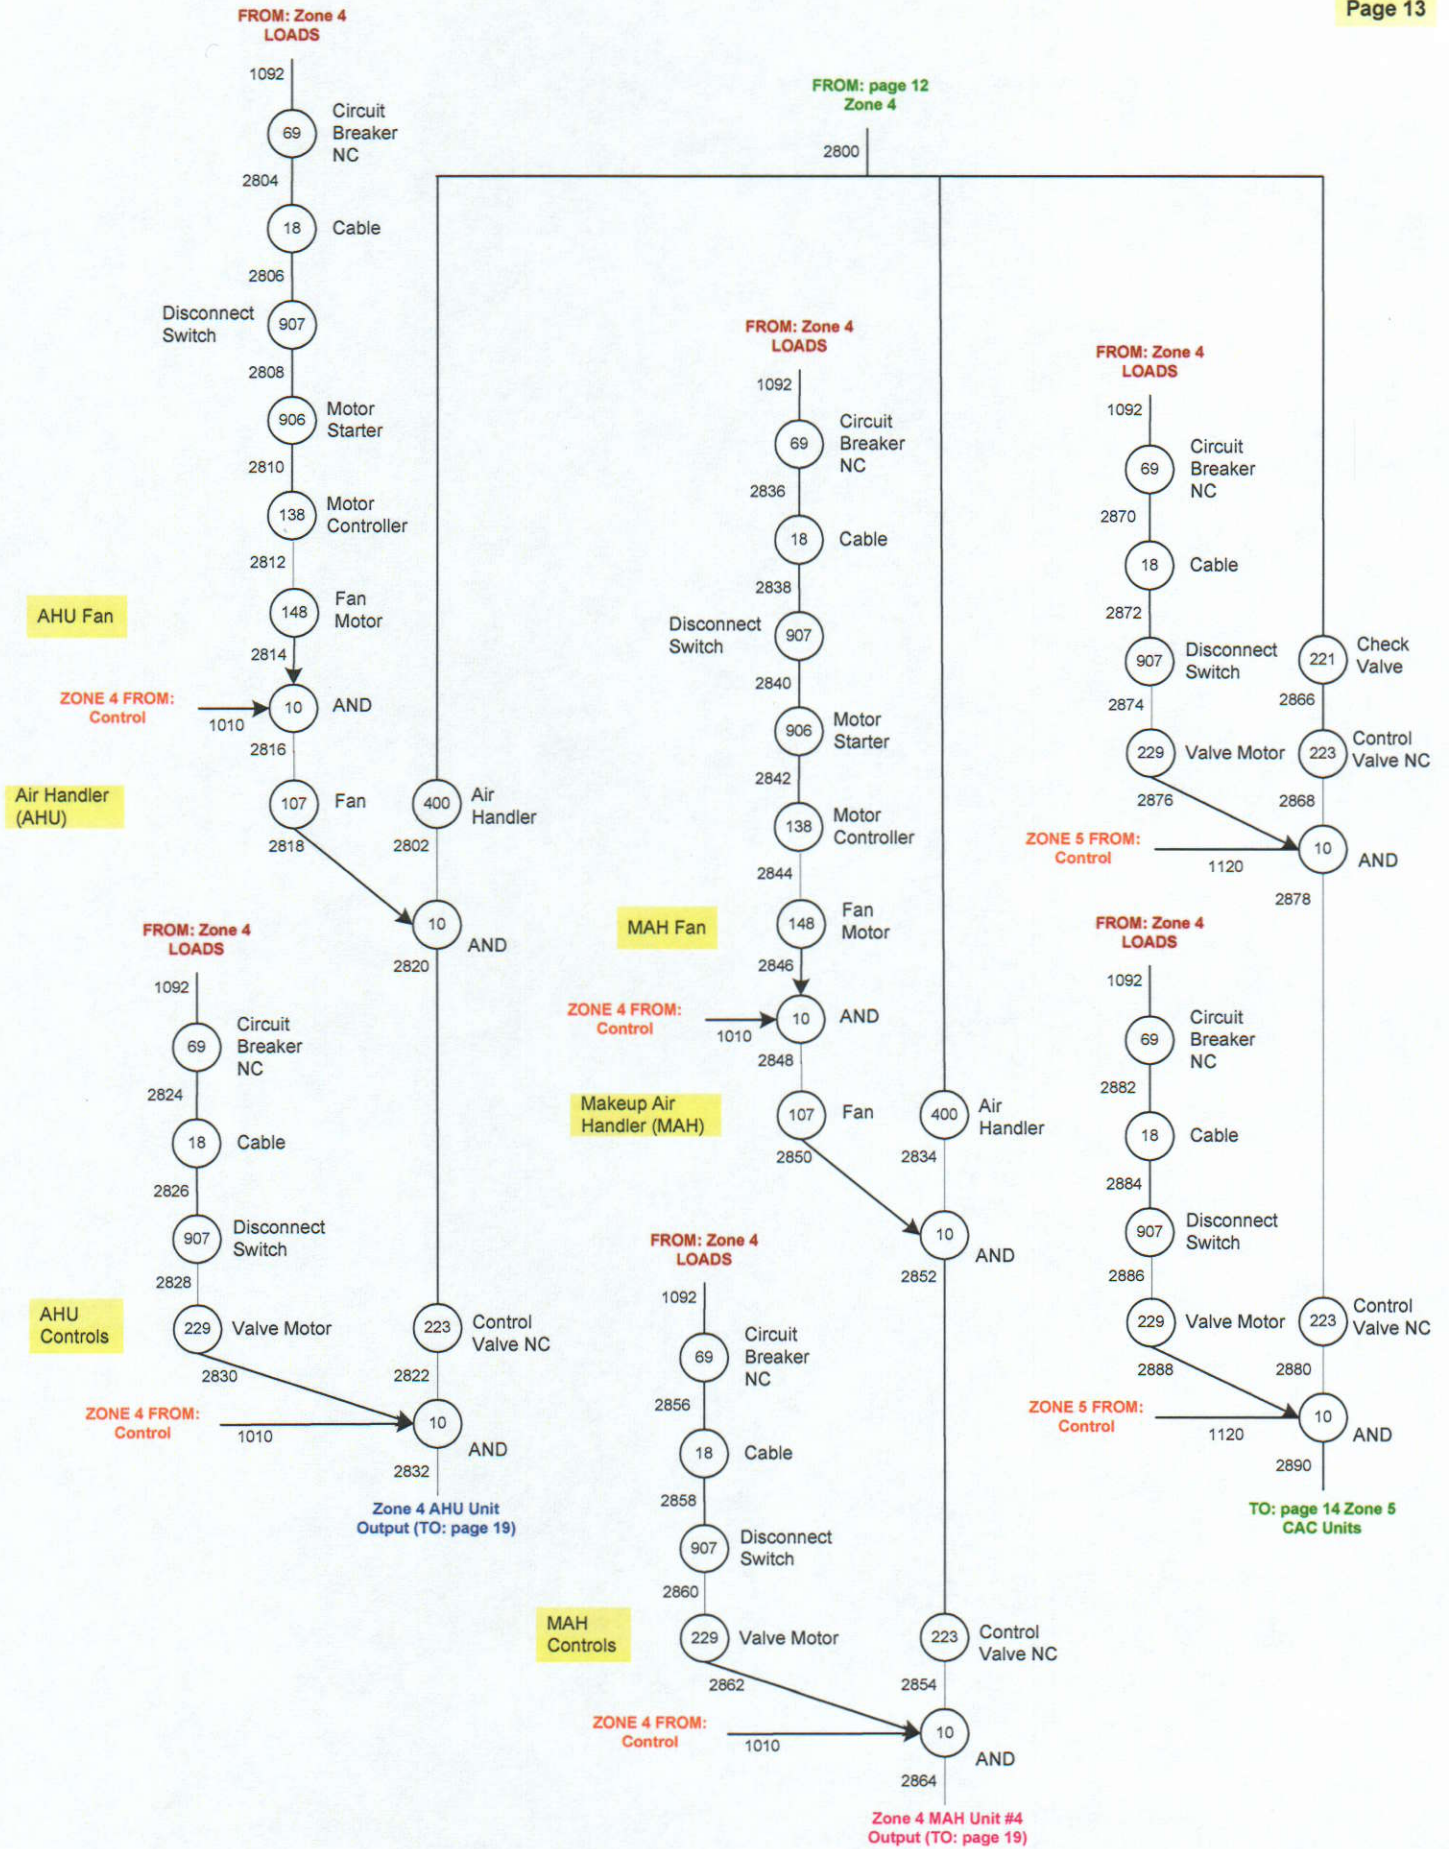 Page 13
FROM: Zone 4
LOADS
1092
69
Circuit
Breaker
NC
2804
18
Cable
2806
Disconnect
Switch
907
2808
906
Motor
Starter
2810
138
Motor
Controller
2812
AHU Fan
148
Fan
Motor
2814
ZONE 4 FROM:
Control
1010
10
AND
2816
Air Handler
(AHU)
107
Fan
2818
400
Air
Handler
2802
10
AND
2820
FROM: Zone 4
LOADS
1092
69
Circuit
Breaker
NC
2824
18
Cable
2826
907
Disconnect
Switch
2828
AHU
Controls
229
Valve Motor
2830
223
Control
Valve NC
2822
ZONE 4 FROM:
Control
1010
10
AND
2832
Zone 4 AHU Unit
Output (TO: page 19)
FROM: page 12
Zone 4
2800
FROM: Zone 4
LOADS
1092
69
Circuit
Breaker
NC
2836
18
Cable
2838
Disconnect
Switch
907
2840
906
Motor
Starter
2842
138
Motor
Controller
2844
MAH Fan
148
Fan
Motor
2846
ZONE 4 FROM:
Control
1010
10
AND
2848
Makeup Air
Handler (MAH)
107
Fan
2850
400
Air
Handler
2834
10
AND
2852
FROM: Zone 4
LOADS
1092
69
Circuit
Breaker
NC
2856
18
Cable
2858
907
Disconnect
Switch
2860
MAH
Controls
229
Valve Motor
2862
223
Control
Valve NC
2854
ZONE 4 FROM:
Control
1010
10
AND
2864
Zone 4 MAH Unit #4
Output (TO: page 19)
FROM: Zone 4
LOADS
1092
69
Circuit
Breaker
NC
2870
18
Cable
2872
907
Disconnect
Switch
2874
221
Check
Valve
2866
229
Valve Motor
2876
223
Control
Valve NC
2868
ZONE 5 FROM:
Control
1120
10
AND
2878
FROM: Zone 4
LOADS
1092
69
Circuit
Breaker
NC
2882
18
Cable
2884
907
Disconnect
Switch
2886
229
Valve Motor
2888
223
Control
Valve NC
2880
ZONE 5 FROM:
Control
1120
10
AND
2890
TO: page 14 Zone 5
CAC Units